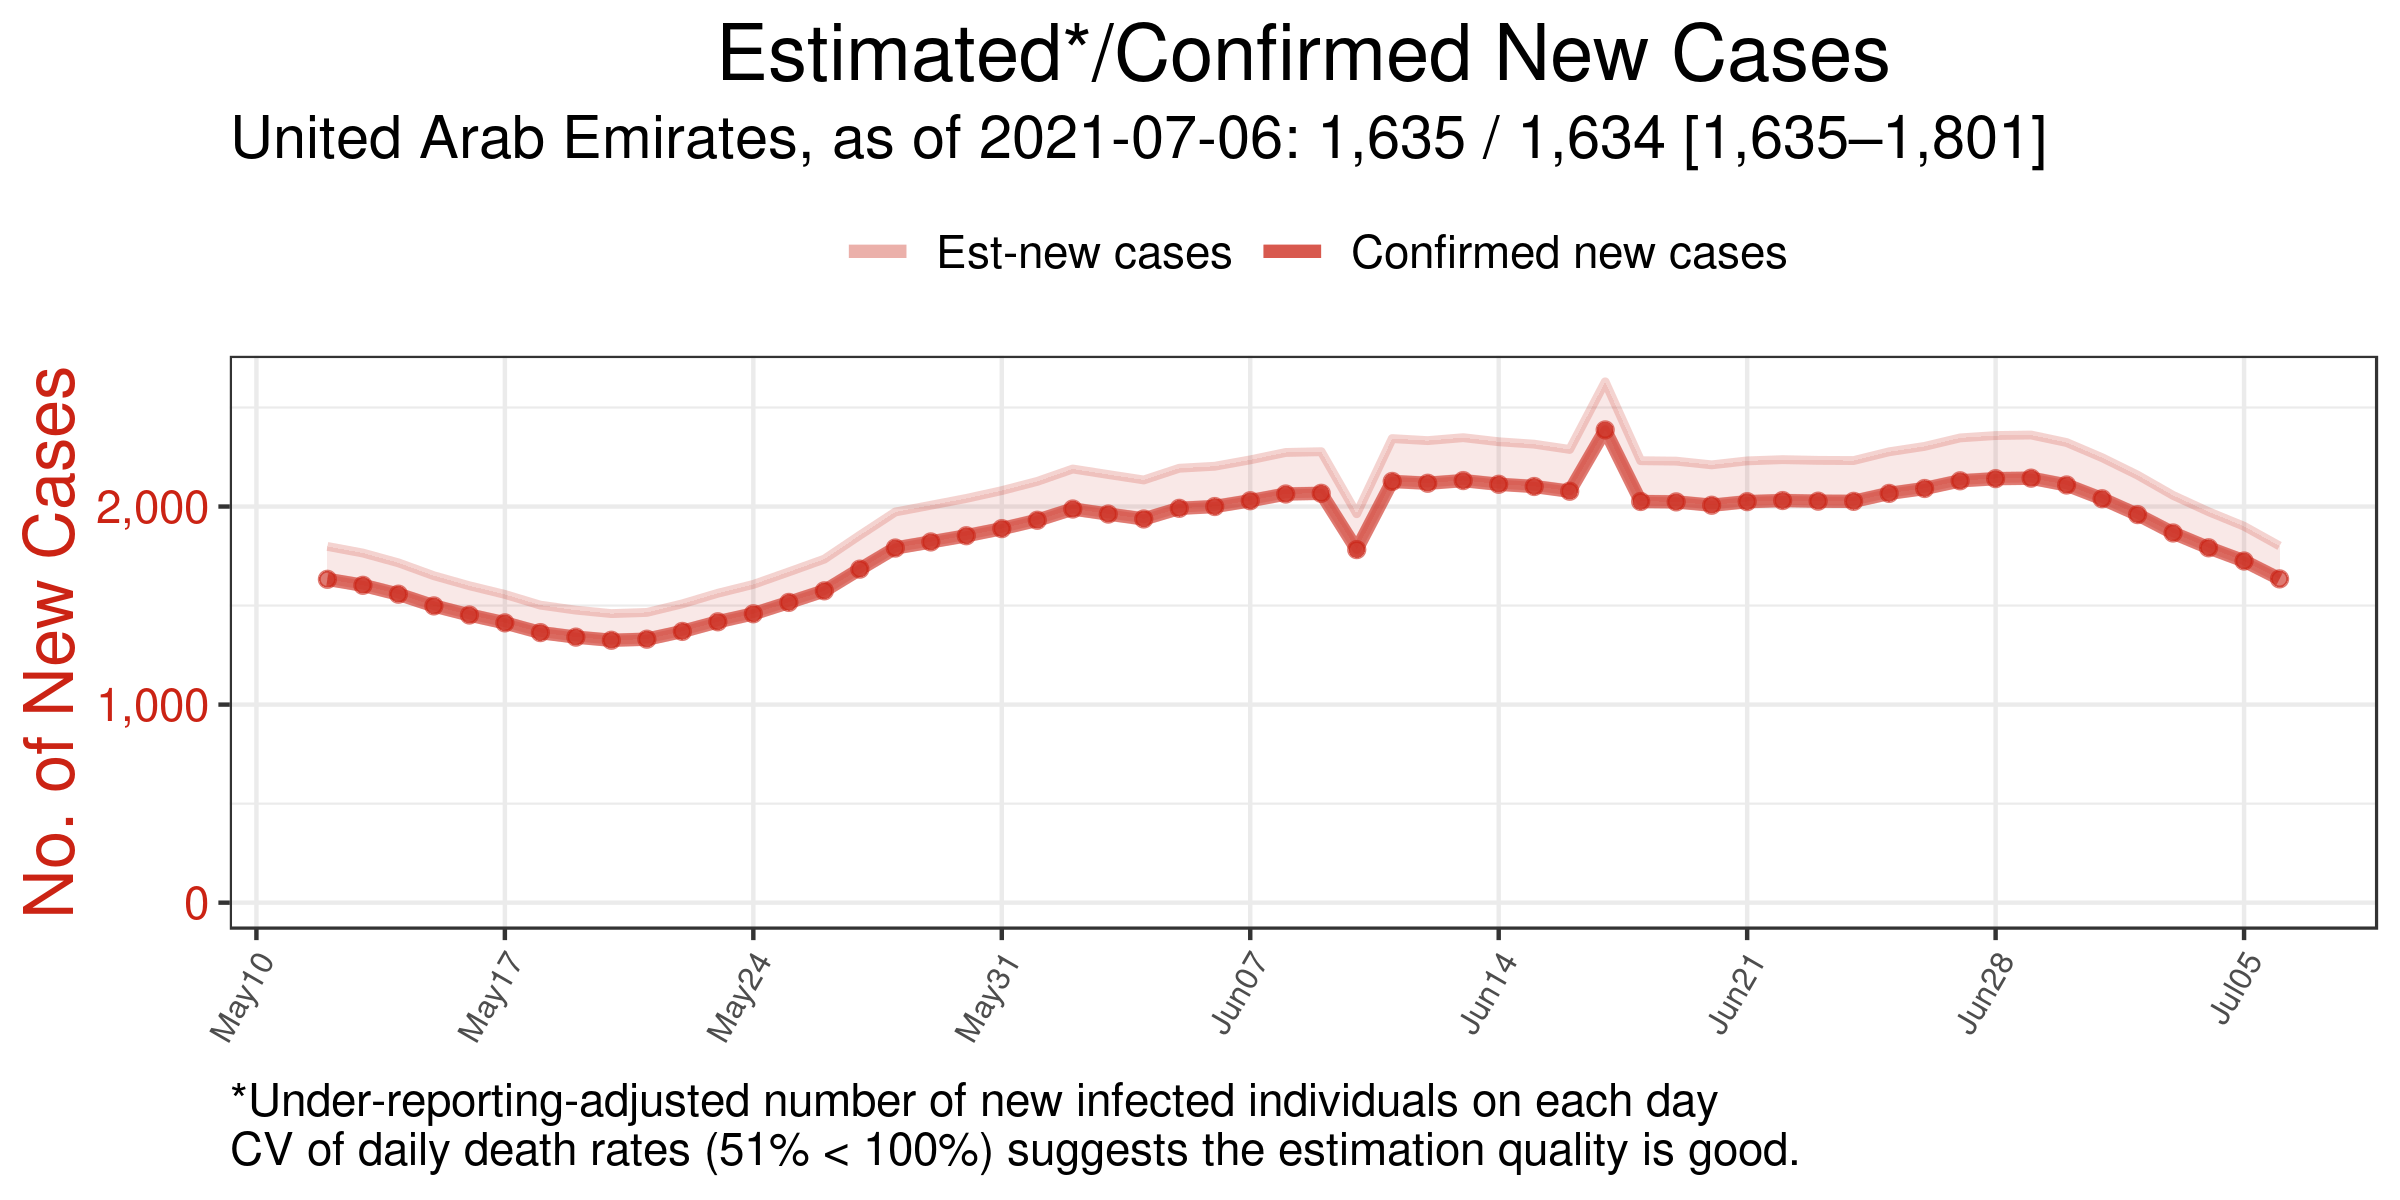 Estimated*/Confirmed New Cases
United Arab Emirates, as of 2021-07-06: 1,635 / 1,634 [1,635–1,801]
Est-new cases
Confirmed new cases
No. of New Cases
2,000
1,000
0
May10
May17
May24
May31
Jun07
Jun14
Jun21
Jun28
Jul05
*Under-reporting-adjusted number of new infected individuals on each day
CV of daily death rates (51% < 100%) suggests the estimation quality is good.